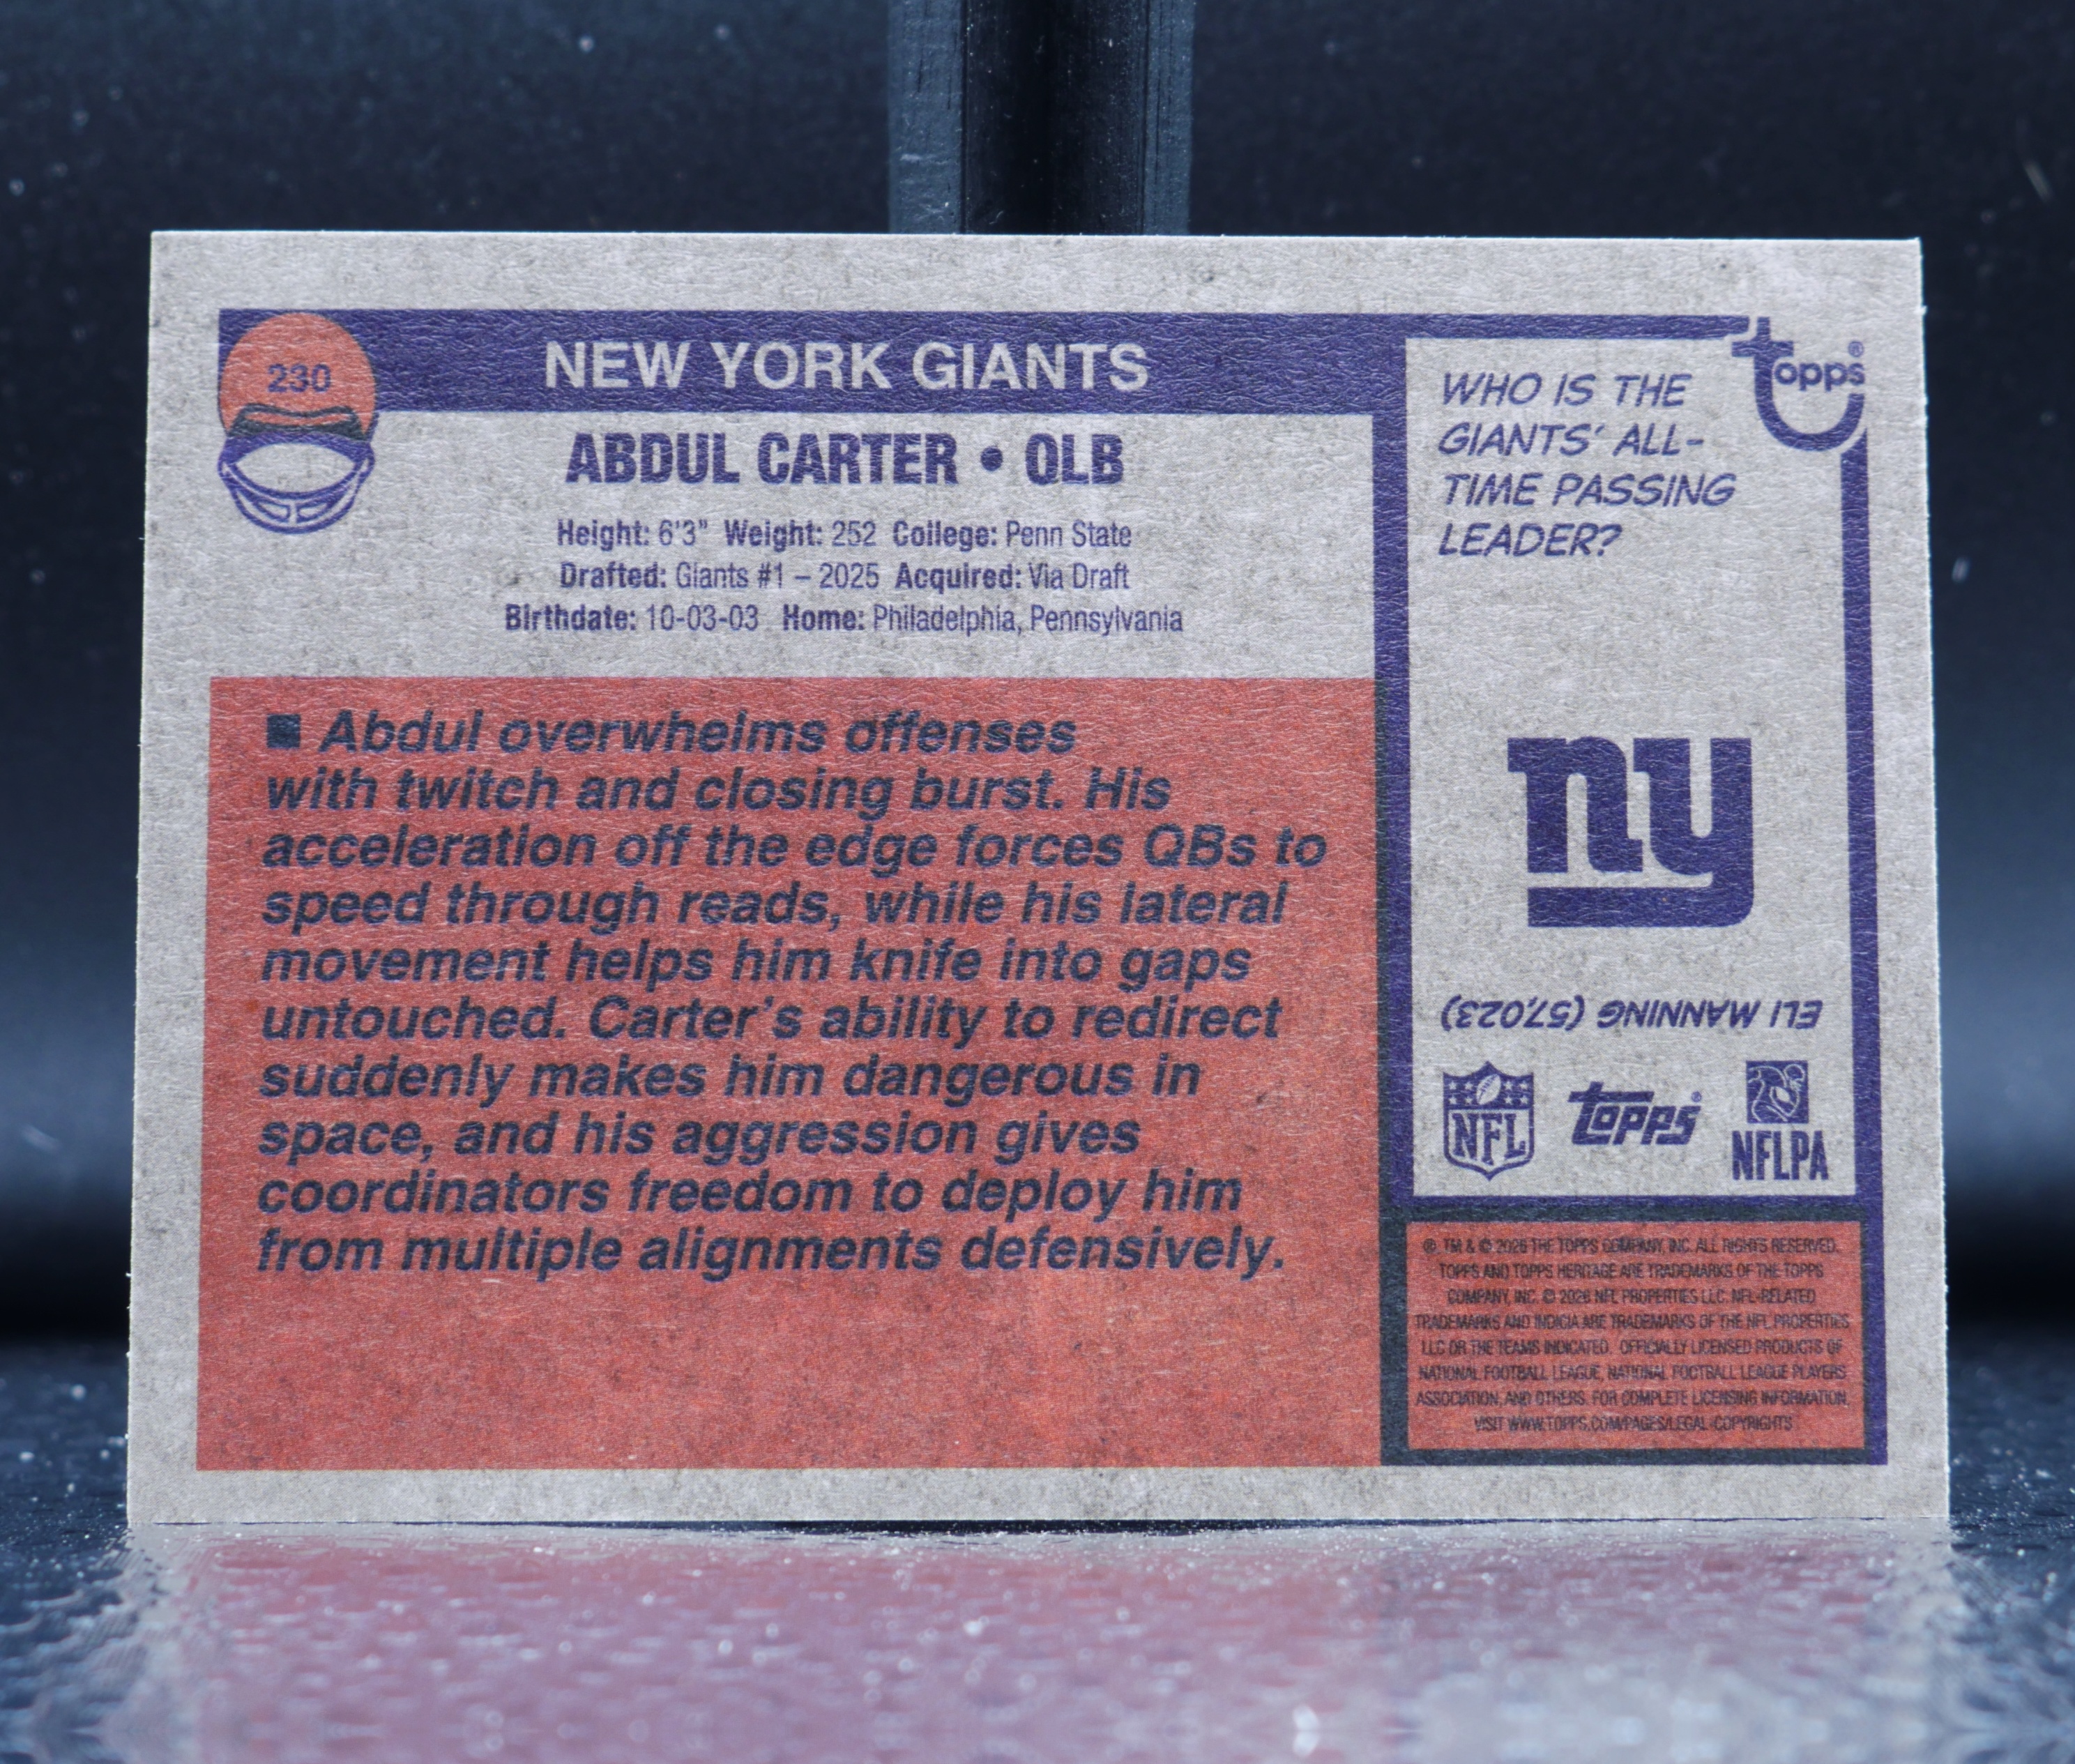 230
NEW YORK GIANTS
ABDUL CARTER • OLB
Height: 6'3" Weight: 252 College: Penn State
Drafted: Giants #1 – 2025 Acquired: Via Draft
Birthdate: 10-03-03 Home: Philadelphia, Pennsylvania
■ Abdul overwhelms offenses
with twitch and closing burst. His
acceleration off the edge forces QBs to
speed through reads, while his lateral
movement helps him knife into gaps
untouched. Carter's ability to redirect
suddenly makes him dangerous in
space, and his aggression gives
coordinators freedom to deploy him
from multiple alignments defensively.
topps®
WHO IS THE
GIANTS' ALL-
TIME PASSING
LEADER?
ny
ELI MANNING (57,023)
NFL topps® NFLPA
®, TM & © 2026 THE TOPPS COMPANY, INC. ALL RIGHTS RESERVED.
TOPPS AND TOPPS HERITAGE ARE TRADEMARKS OF THE TOPPS
COMPANY, INC. © 2026 NFL PROPERTIES LLC. NFL-RELATED
TRADEMARKS AND INDICIA ARE TRADEMARKS OF THE NFL PROPERTIES
LLC OR THE TEAMS INDICATED. OFFICIALLY LICENSED PRODUCTS OF
NATIONAL FOOTBALL LEAGUE, NATIONAL FOOTBALL LEAGUE PLAYERS
ASSOCIATION, AND OTHERS. FOR COMPLETE LICENSING INFORMATION,
VISIT WWW.TOPPS.COM/PAGES/LEGAL-COPYRIGHTS